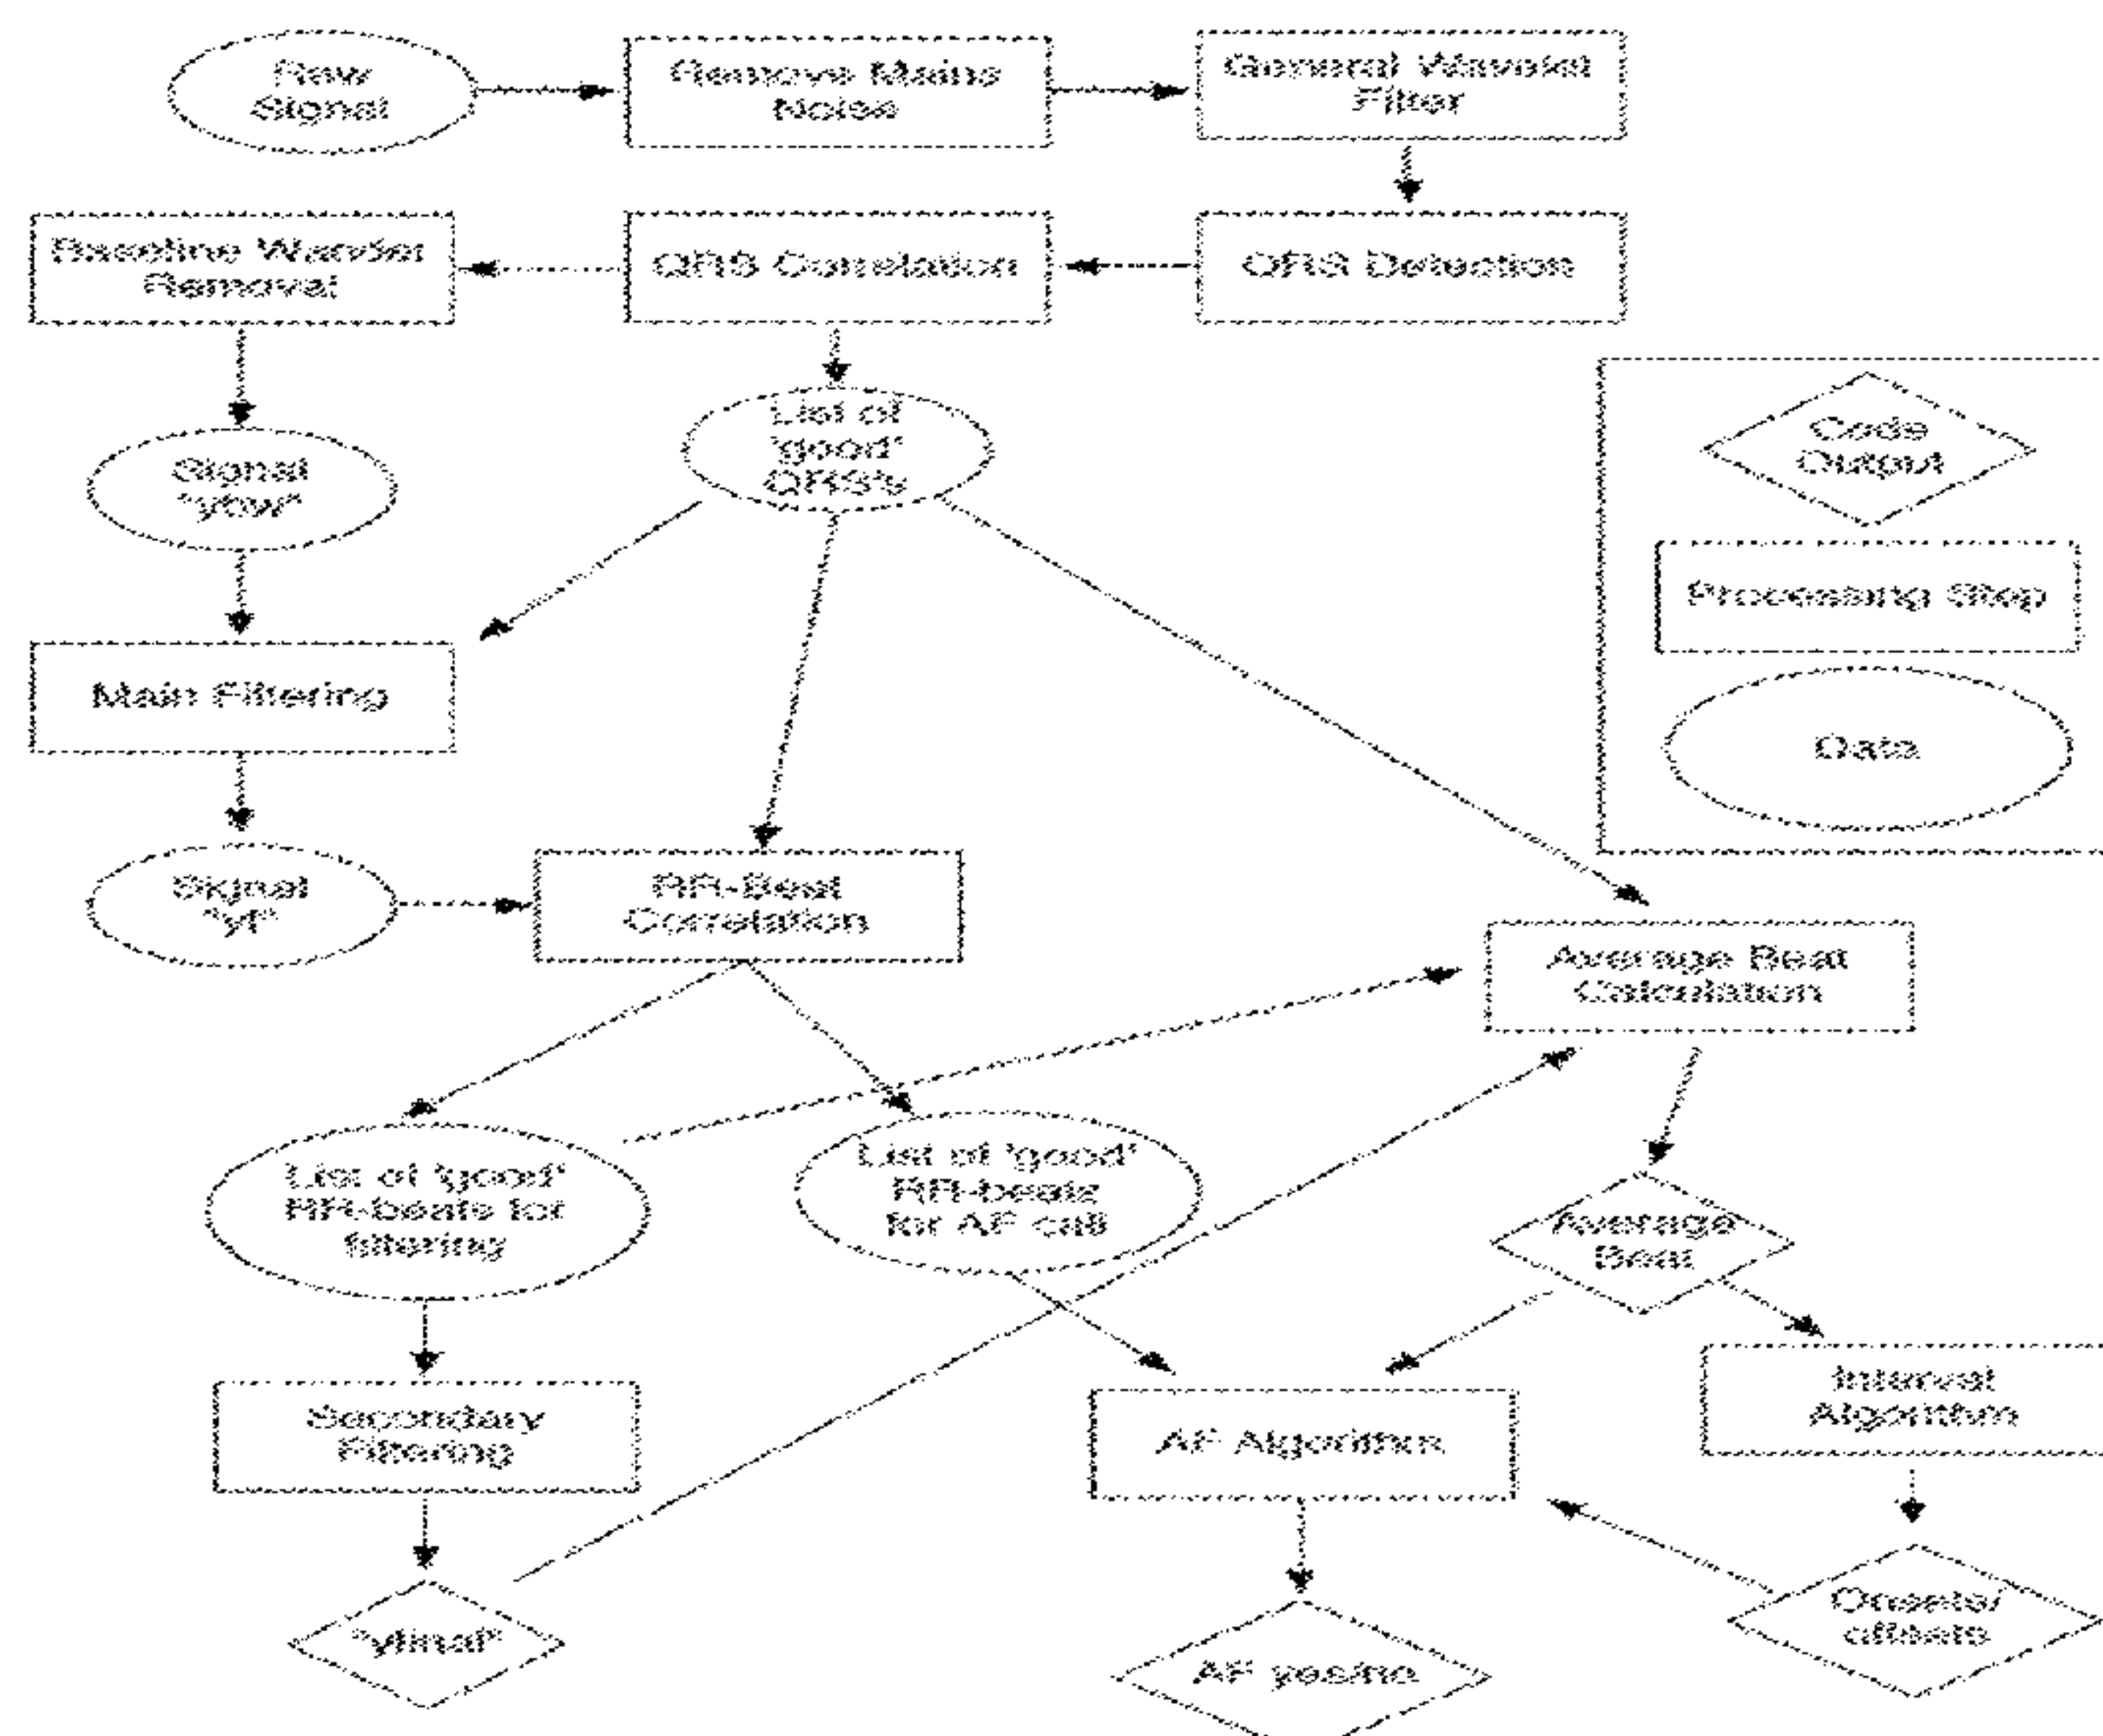 Raw
Signal
Remove Mains
Noise
General Wavelet
Filter
Baseline Wander
Removal
QRS Correlation
QRS Detection
Signal
"ybw"
List of
'good'
QRS's
Code
Output
Processing Step
Data
Main Filtering
Signal
"yf"
RR-Beat
Correlation
Average Beat
Calculation
List of 'good'
RR-beats for
filtering
List of 'good'
RR-beats
for AF call
Average
Beat
Secondary
Filtering
AF Algorithm
Interval
Algorithm
"yfinal"
AF yes/no
Onsets/
offsets